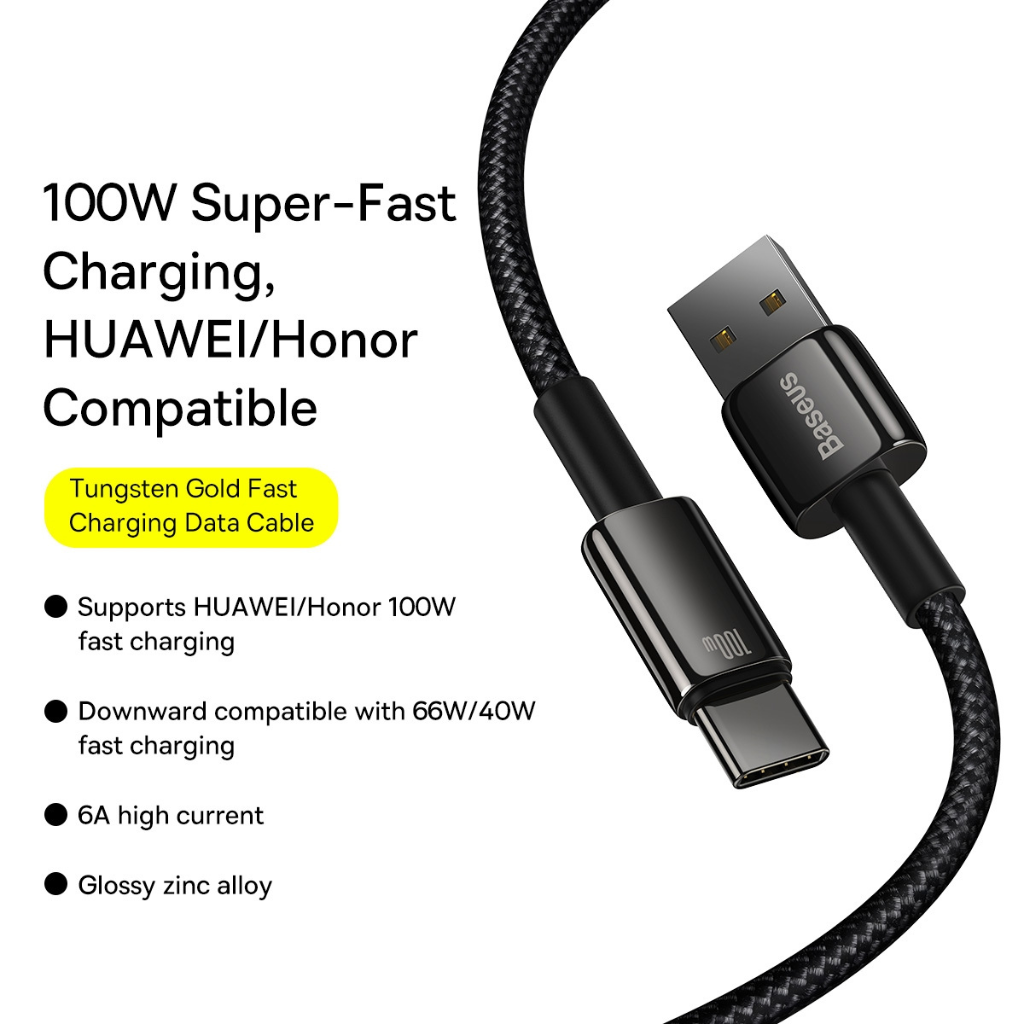 100W Super-Fast
Charging,
HUAWEI/Honor
Compatible
Tungsten Gold Fast
Charging Data Cable
● Supports HUAWEI/Honor 100W
fast charging
● Downward compatible with 66W/40W
fast charging
● 6A high current
● Glossy zinc alloy
Baseus
100W